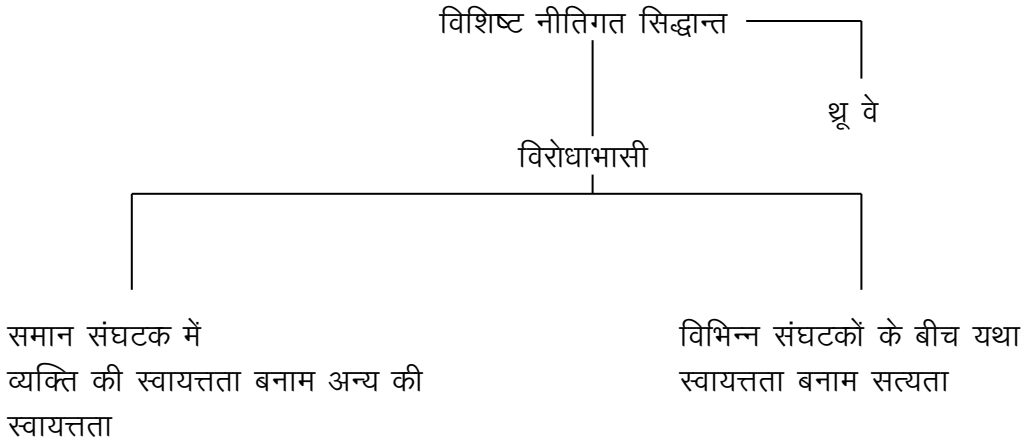 विशिष्ट नीतिगत सिद्धान्त
थ्रू वे
विरोधाभासी
समान संघटक में
व्यक्ति की स्वायत्तता बनाम अन्य की
स्वायत्तता
विभिन्न संघटकों के बीच यथा
स्वायत्तता बनाम सत्यता